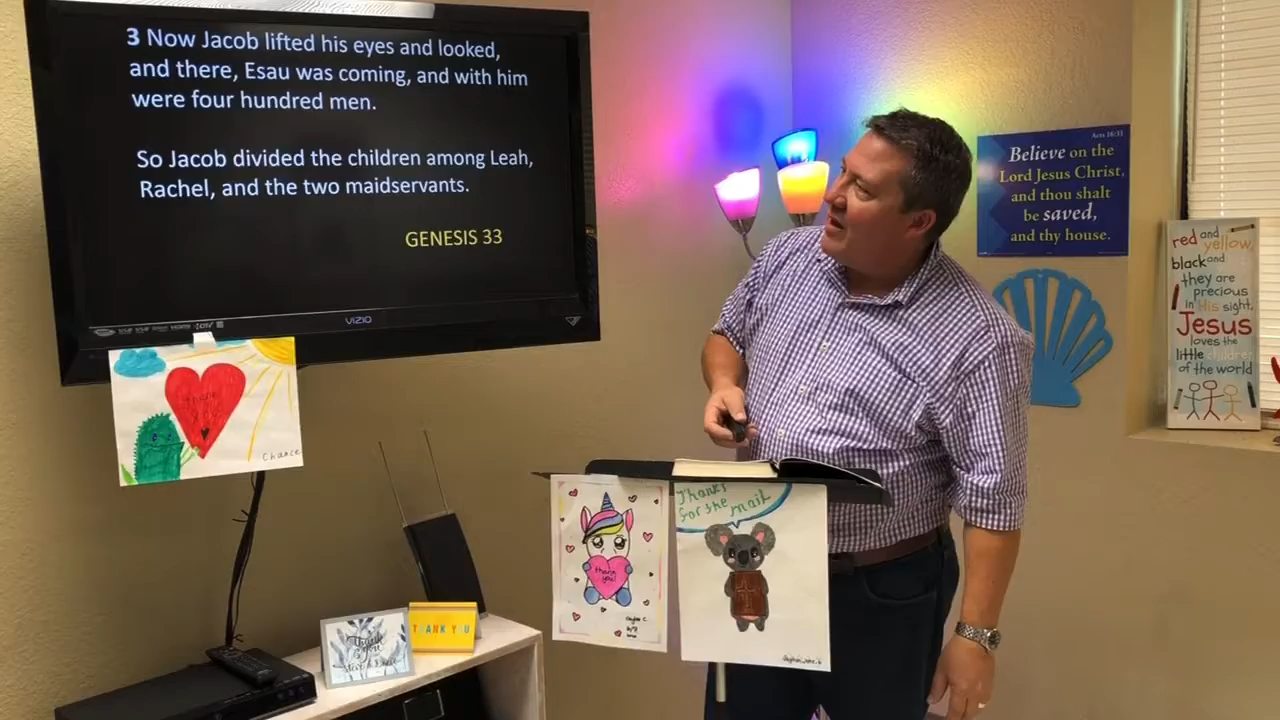 3 Now Jacob lifted his eyes and looked,
and there, Esau was coming, and with him
were four hundred men.
So Jacob divided the children among Leah,
Rachel, and the two maidservants.
GENESIS 33
VIZIO
Acts 16:31
Believe on the
Lord Jesus Christ,
and thou shalt
be saved,
and thy house.
red and
yellow,
black and
they are
precious
in His sight,
Jesus
loves the
little children
of the world
Chance
thank
you!
Thanks
for the mail
THANK YOU
Thank